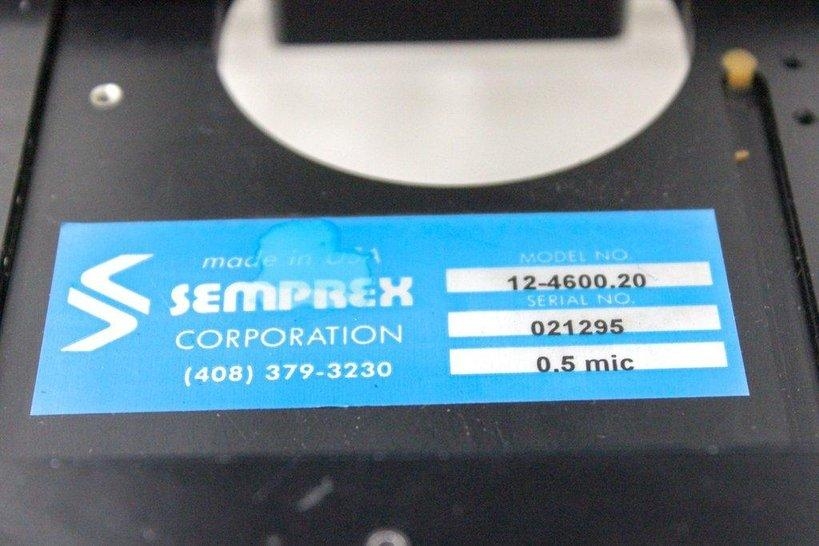 made in USA
SEMPREX
CORPORATION
(408) 379-3230
MODEL NO.
12-4600.20
SERIAL NO.
021295
0.5 mic